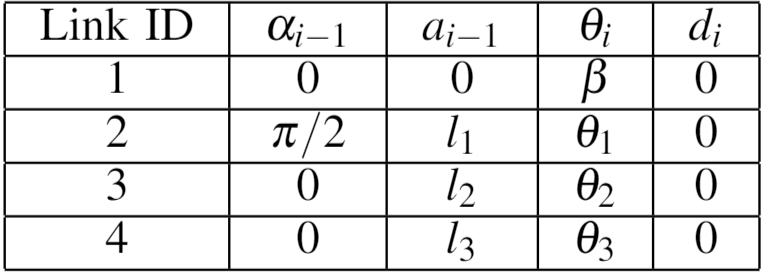 Link ID α_{i−1} a_{i−1} θ_i d_i
1 0 0 β 0
2 π/2 l_1 θ_1 0
3 0 l_2 θ_2 0
4 0 l_3 θ_3 0